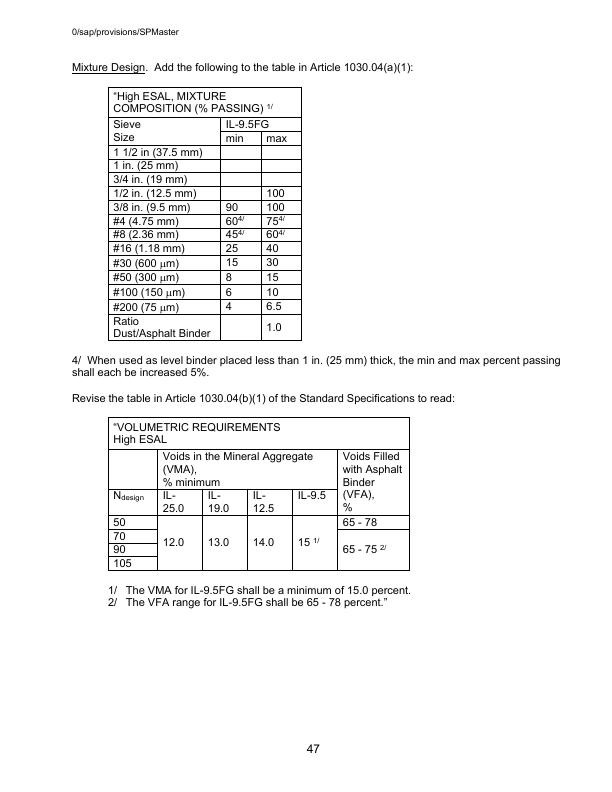 0/sap/provisions/SPMaster
Mixture Design.  Add the following to the table in Article 1030.04(a)(1):
“High ESAL, MIXTURE
COMPOSITION (% PASSING) 1/
Sieve
Size
IL-9.5FG
min max
1 1/2 in (37.5 mm)
1 in. (25 mm)
3/4 in. (19 mm)
1/2 in. (12.5 mm) 100
3/8 in. (9.5 mm) 90 100
#4 (4.75 mm) 60 4/ 75 4/
#8 (2.36 mm) 45 4/ 60 4/
#16 (1.18 mm) 25 40
#30 (600 μm) 15 30
#50 (300 μm) 8 15
#100 (150 μm) 6 10
#200 (75 μm) 4 6.5
Ratio
Dust/Asphalt Binder 1.0
4/  When used as level binder placed less than 1 in. (25 mm) thick, the min and max percent passing
shall each be increased 5%.
Revise the table in Article 1030.04(b)(1) of the Standard Specifications to read:
“VOLUMETRIC REQUIREMENTS
High ESAL
Voids in the Mineral Aggregate
(VMA),
% minimum
Voids Filled
with Asphalt
Binder
(VFA),
%
Ndesign
IL-
25.0
IL-
19.0
IL-
12.5
IL-9.5
50
70
90
105
12.0
13.0
14.0
15 1/
65 - 78
65 - 75 2/
1/  The VMA for IL-9.5FG shall be a minimum of 15.0 percent.
2/  The VFA range for IL-9.5FG shall be 65 - 78 percent.”
47